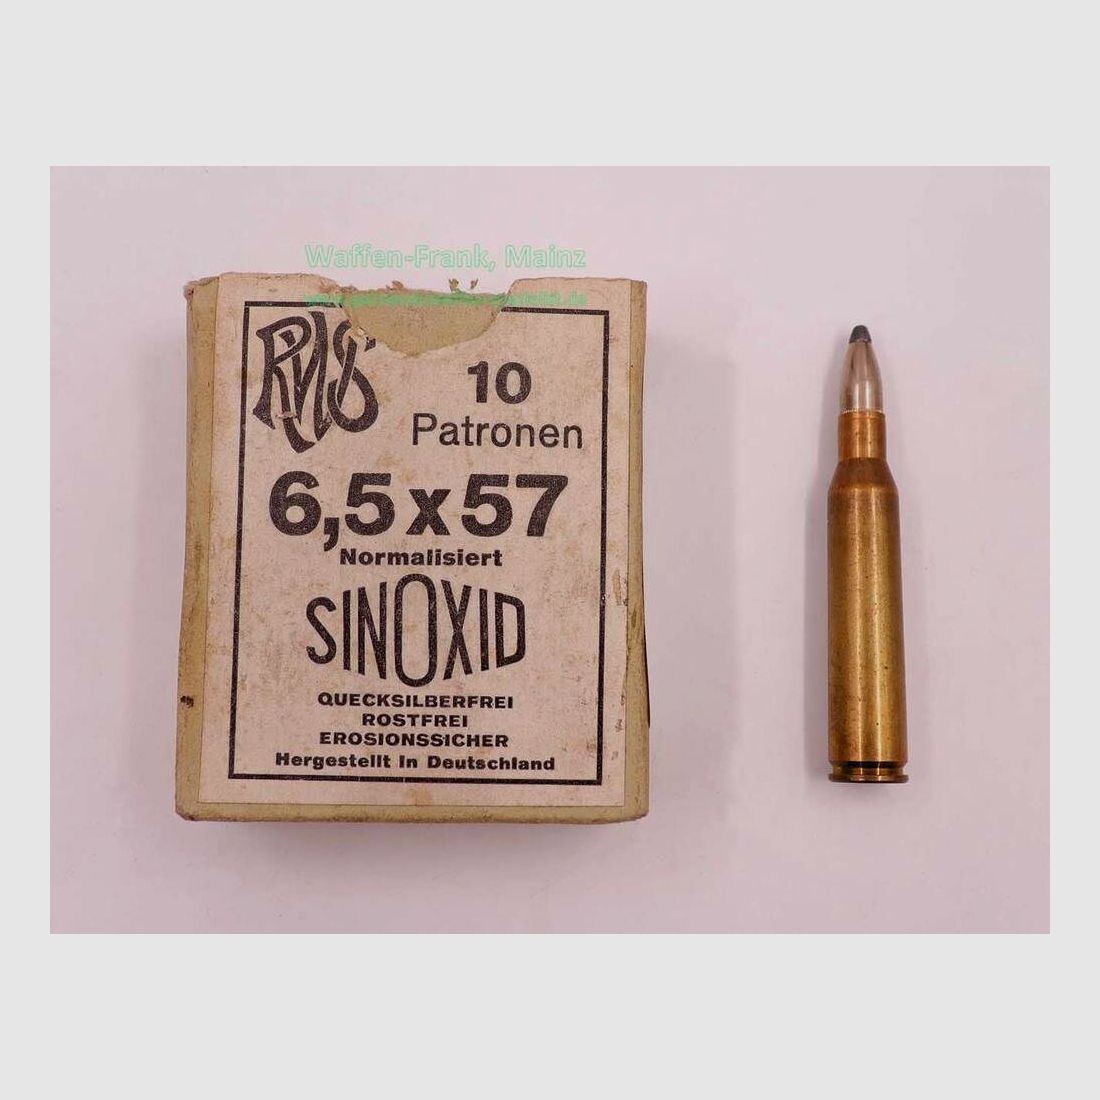 Waffen-Frank, Mainz
RWS
10
Patronen
6,5x57
Normalisiert
SINOXID
QUECKSILBERFREI
ROSTFREI
EROSIONSSICHER
Hergestellt in Deutschland